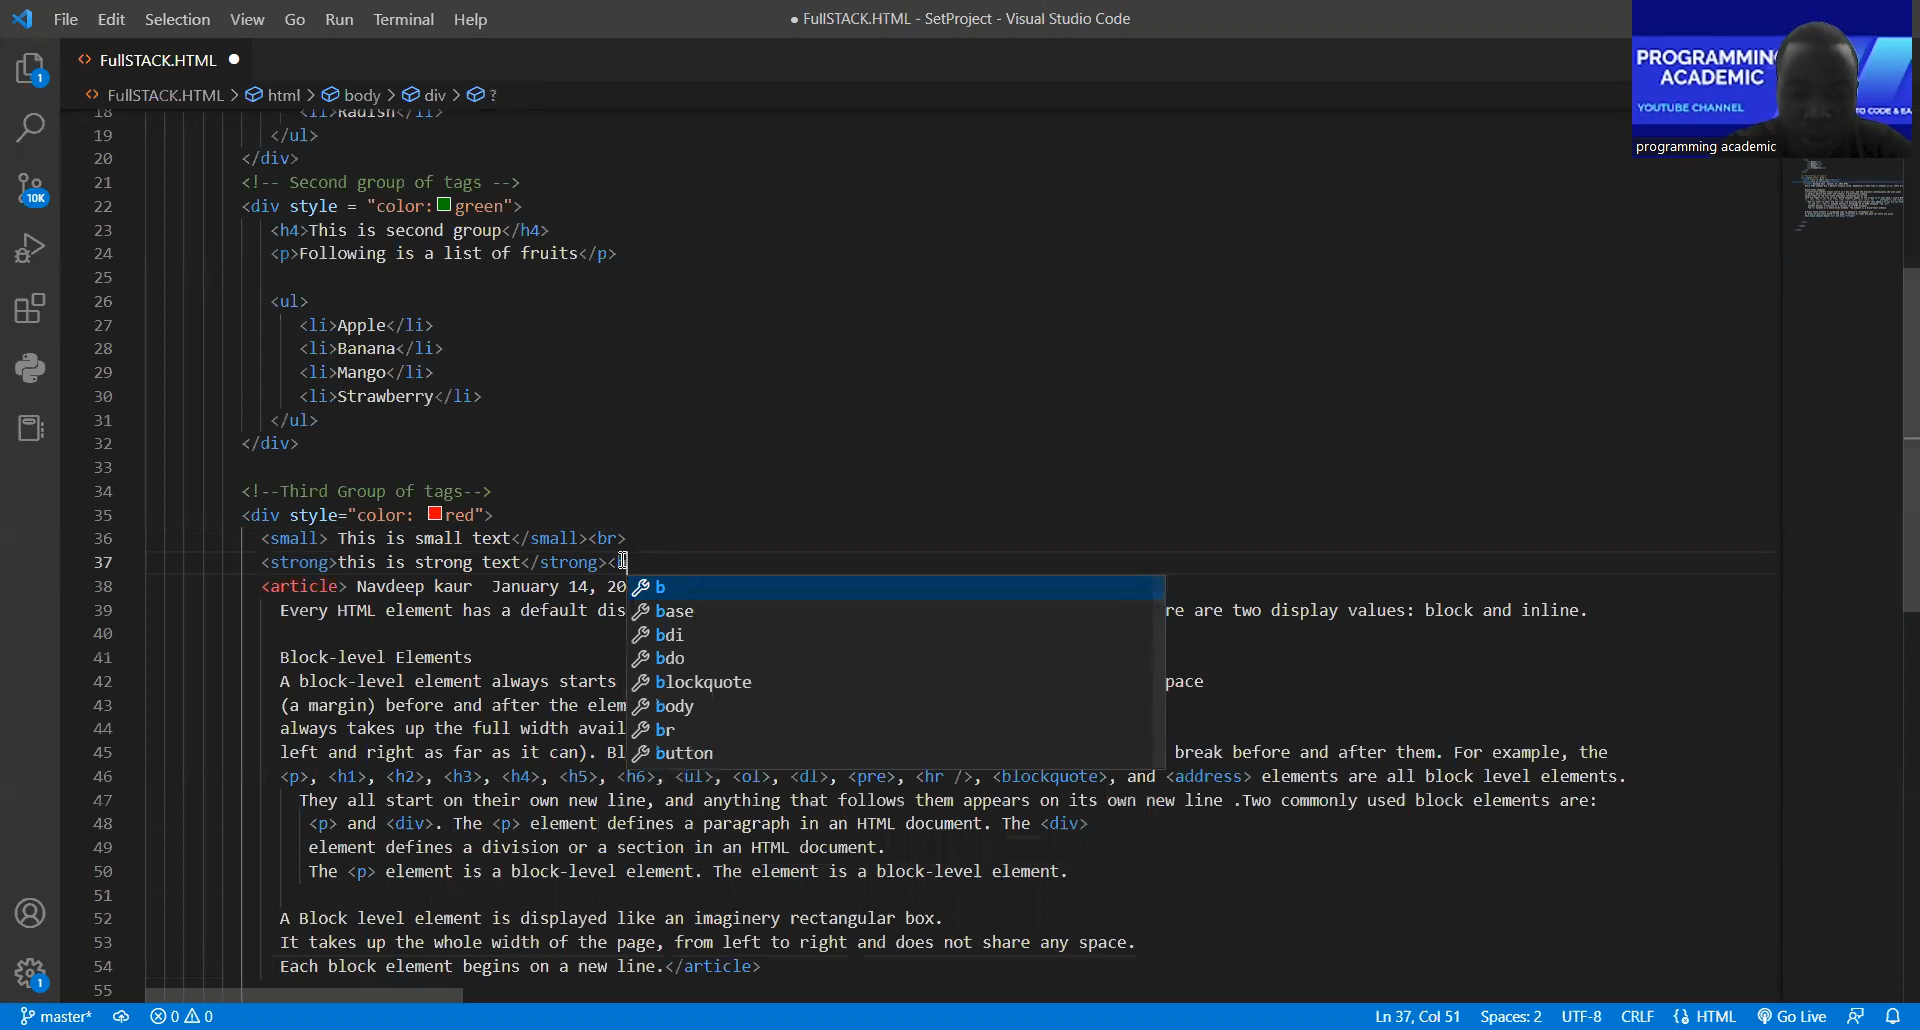 File Edit Selection View Go Run Terminal Help
● FullSTACK.HTML - SetProject - Visual Studio Code
PROGRAMMING
ACADEMIC
YOUTUBE CHANNEL
TO CODE & EA
programming academic
FullSTACK.HTML ●
FullSTACK.HTML > html > body > div > ?
1
10K
1
18 <li>Radish</li>
19 </ul>
20 </div>
21 <!-- Second group of tags -->
22 <div style = "color:green">
23 <h4>This is second group</h4>
24 <p>Following is a list of fruits</p>
25
26 <ul>
27 <li>Apple</li>
28 <li>Banana</li>
29 <li>Mango</li>
30 <li>Strawberry</li>
31 </ul>
32 </div>
33
34 <!--Third Group of tags-->
35 <div style="color: red">
36 <small> This is small text</small><br>
37 <strong>this is strong text</strong><
38 <article> Navdeep kaur  January 14, 20
b
base
bdi
bdo
blockquote
body
br
button
39 Every HTML element has a default dis re are two display values: block and inline.
40
41 Block-level Elements
42 A block-level element always starts pace
43 (a margin) before and after the elem
44 always takes up the full width avail
45 left and right as far as it can). Bl break before and after them. For example, the
46 <p>, <h1>, <h2>, <h3>, <h4>, <h5>, <h6>, <ul>, <ol>, <dl>, <pre>, <hr />, <blockquote>, and <address> elements are all block level elements.
47 They all start on their own new line, and anything that follows them appears on its own new line .Two commonly used block elements are:
48 <p> and <div>. The <p> element defines a paragraph in an HTML document. The <div>
49 element defines a division or a section in an HTML document.
50 The <p> element is a block-level element. The element is a block-level element.
51
52 A Block level element is displayed like an imaginery rectangular box.
53 It takes up the whole width of the page, from left to right and does not share any space.
54 Each block element begins on a new line.</article>
55
master* 0 0 Ln 37, Col 51 Spaces: 2 UTF-8 CRLF HTML Go Live